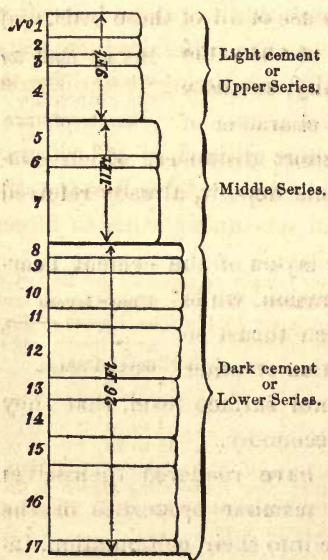 Nº 1
2
3
4
9 Ft
Light cement
or
Upper Series.
5
6
7
11 Ft
Middle Series.
8
9
10
11
12
13
14
15
16
17
26 Ft
Dark cement
or
Lower Series.